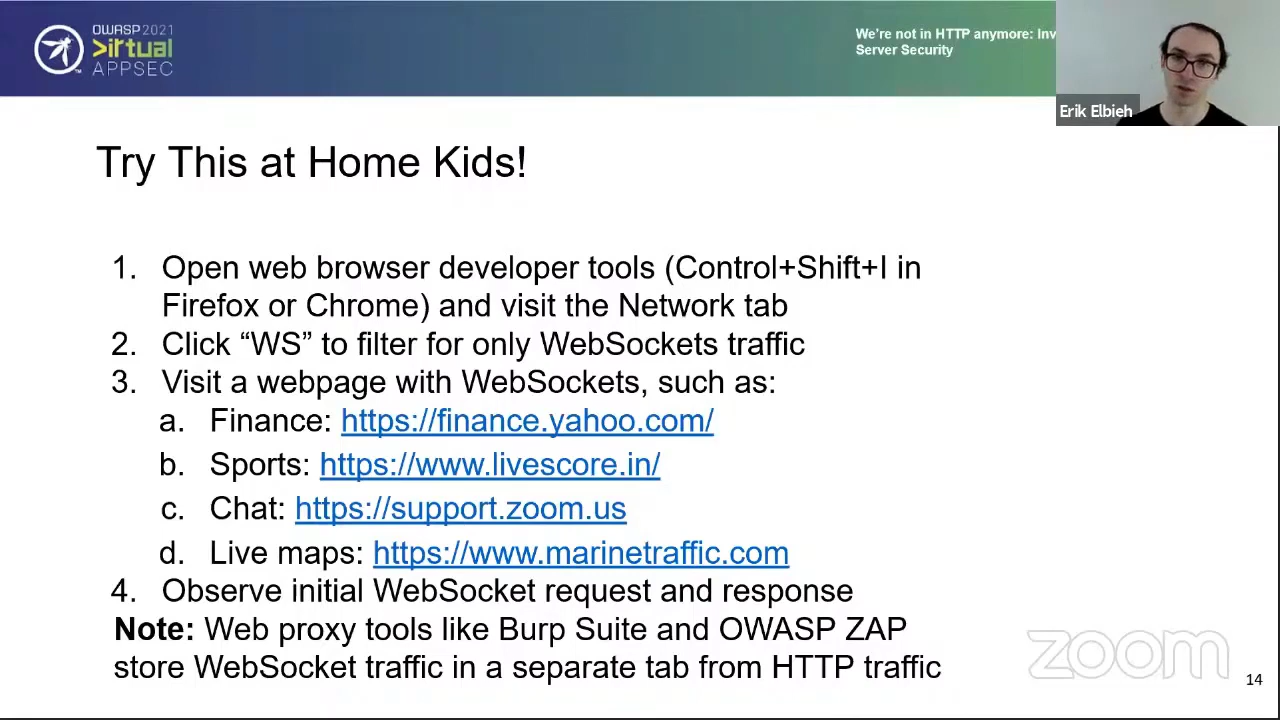 OWASP2021
>irtual
APPSEC
We're not in HTTP anymore: Inv
Server Security
Erik Elbieh
Try This at Home Kids!
1. Open web browser developer tools (Control+Shift+I in
Firefox or Chrome) and visit the Network tab
2. Click “WS” to filter for only WebSockets traffic
3. Visit a webpage with WebSockets, such as:
a. Finance: https://finance.yahoo.com/
b. Sports: https://www.livescore.in/
c. Chat: https://support.zoom.us
d. Live maps: https://www.marinetraffic.com
4. Observe initial WebSocket request and response
Note: Web proxy tools like Burp Suite and OWASP ZAP
store WebSocket traffic in a separate tab from HTTP traffic
zoom
14